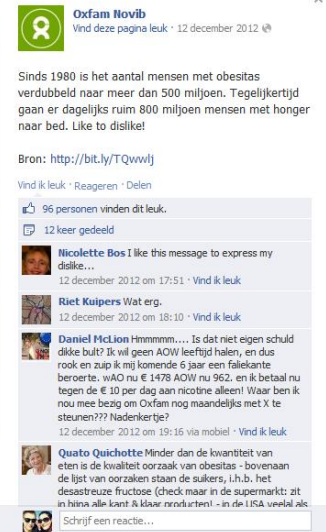 Oxfam Novib
Vind deze pagina leuk · 12 december 2012
Sinds 1980 is het aantal mensen met obesitas
verdubbeld naar meer dan 500 miljoen. Tegelijkertijd
gaan er dagelijks ruim 800 miljoen mensen met honger
naar bed. Like to dislike!
Bron: http://bit.ly/TQwwlj
Vind ik leuk · Reageren · Delen
96 personen vinden dit leuk.
12 keer gedeeld
Nicolette Bos I like this message to express my
dislike...
12 december 2012 om 17:51 · Vind ik leuk
Riet Kuipers Wat erg.
12 december 2012 om 18:10 · Vind ik leuk
Daniel McLion Hmmmmm.... Is dat niet eigen schuld
dikke bult? Ik wil geen AOW leeftijd halen, en dus
rook en zuip ik mij komende 6 jaar een faliekante
beroerte. wAO nu € 1478 AOW nu 962. en ik betaal nu
tegen de € 10 per dag aan nicotine alleen! Waar ben ik
nou mee bezig om Oxfam nog maandelijks met X te
steunen??? Nadenkertje?
12 december 2012 om 19:16 via mobiel · Vind ik leuk
Quato Quichotte Minder dan de kwantiteit van
eten is de kwaliteit oorzaak van obesitas - bovenaan
de lijst van oorzaken staan de suikers, i.h.b. het
desastreuze fructose (check maar in de supermarkt: zit
in bijna alle kant & klaar producten! - in de USA veelal als
Schrijf een reactie...